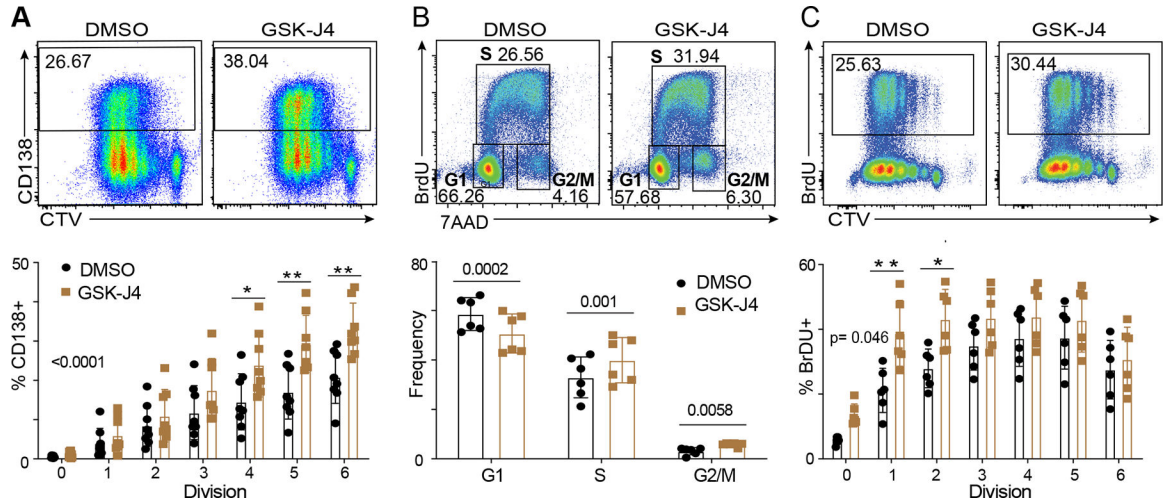 A
DMSO
GSK-J4
26.67
38.04
CD138
CTV
50
DMSO
GSK-J4
* ** **
<0.0001
% CD138+
0
0 1 2 3 4 5 6
Division
B
DMSO
GSK-J4
S 26.56
S 31.94
BrdU
G1
G2/M
66.26
4.16
G1
G2/M
57.68
6.30
7AAD
80
0.0002
DMSO
GSK-J4
0.001
Frequency
0.0058
0
G1 S G2/M
C
DMSO
GSK-J4
25.63
30.44
BrdU
CTV
60
** *
p= 0.046
% BrDU+
0
0 1 2 3 4 5 6
Division